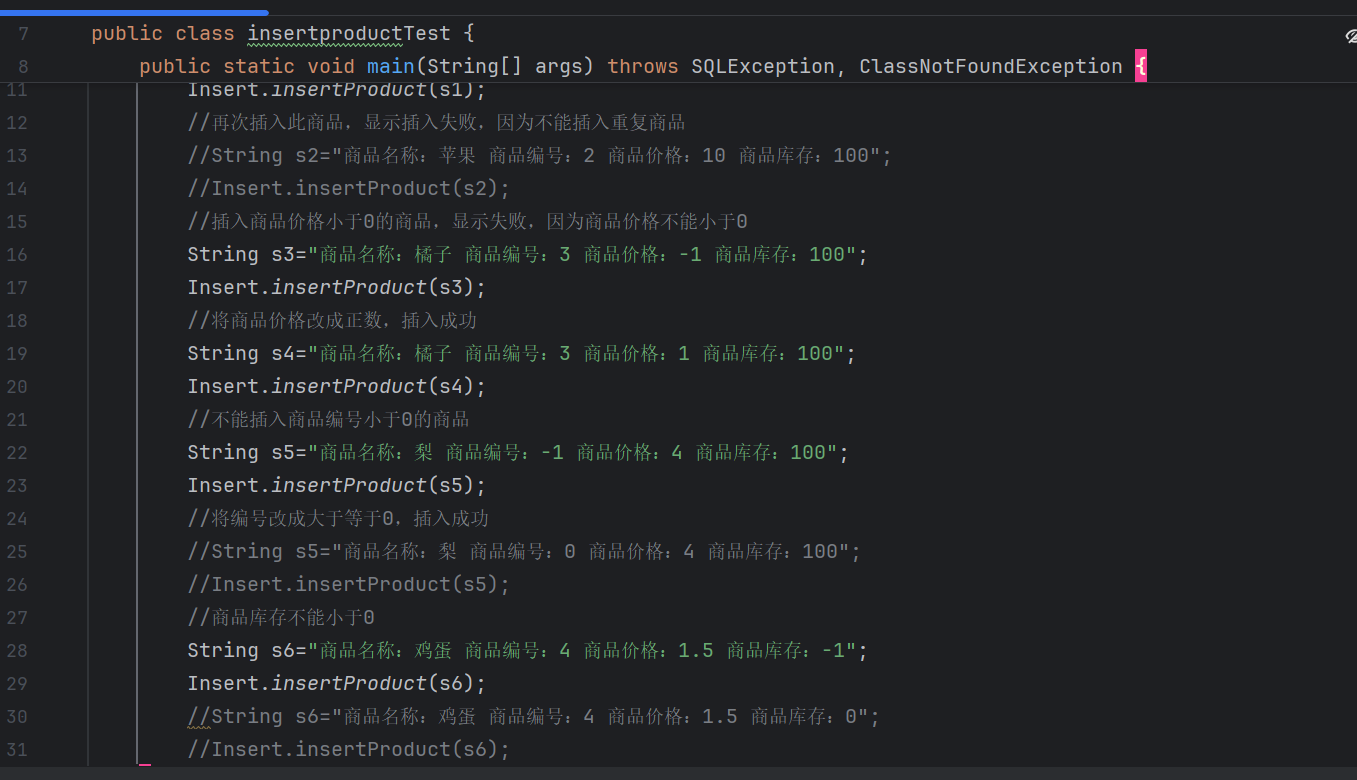 7 public class insertproductTest {
8 public static void main(String[] args) throws SQLException, ClassNotFoundException {
11 Insert.insertProduct(s1);
12 //再次插入此商品，显示插入失败，因为不能插入重复商品
13 //String s2="商品名称：苹果 商品编号：2 商品价格：10 商品库存：100";
14 //Insert.insertProduct(s2);
15 //插入商品价格小于0的商品，显示失败，因为商品价格不能小于0
16 String s3="商品名称：橘子 商品编号：3 商品价格：-1 商品库存：100";
17 Insert.insertProduct(s3);
18 //将商品价格改成正数，插入成功
19 String s4="商品名称：橘子 商品编号：3 商品价格：1 商品库存：100";
20 Insert.insertProduct(s4);
21 //不能插入商品编号小于0的商品
22 String s5="商品名称：梨 商品编号：-1 商品价格：4 商品库存：100";
23 Insert.insertProduct(s5);
24 //将编号改成大于等于0，插入成功
25 //String s5="商品名称：梨 商品编号：0 商品价格：4 商品库存：100";
26 //Insert.insertProduct(s5);
27 //商品库存不能小于0
28 String s6="商品名称：鸡蛋 商品编号：4 商品价格：1.5 商品库存：-1";
29 Insert.insertProduct(s6);
30 //String s6="商品名称：鸡蛋 商品编号：4 商品价格：1.5 商品库存：0";
31 //Insert.insertProduct(s6);